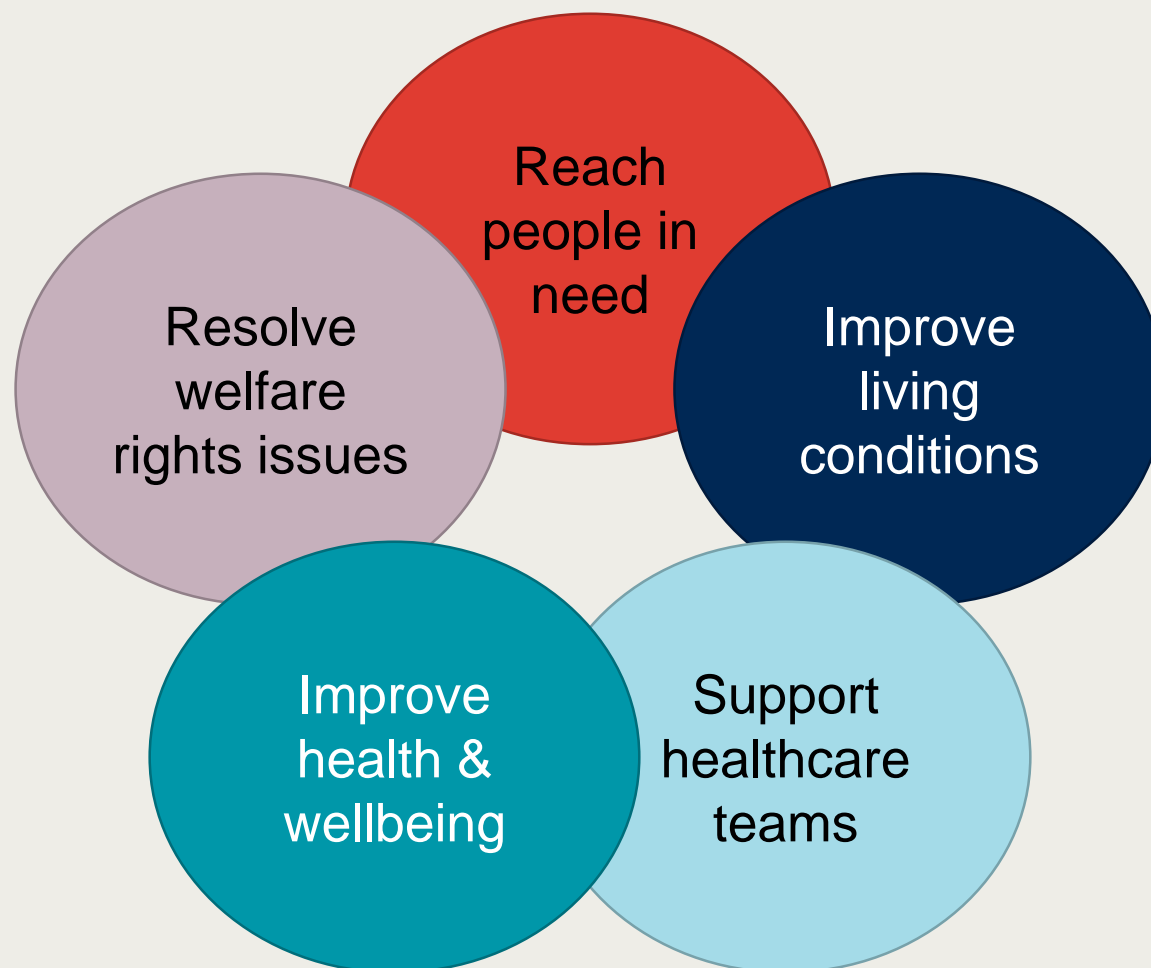 Reach
people in
need
Resolve
welfare
rights issues
Improve
living
conditions
Improve
health &
wellbeing
Support
healthcare
teams